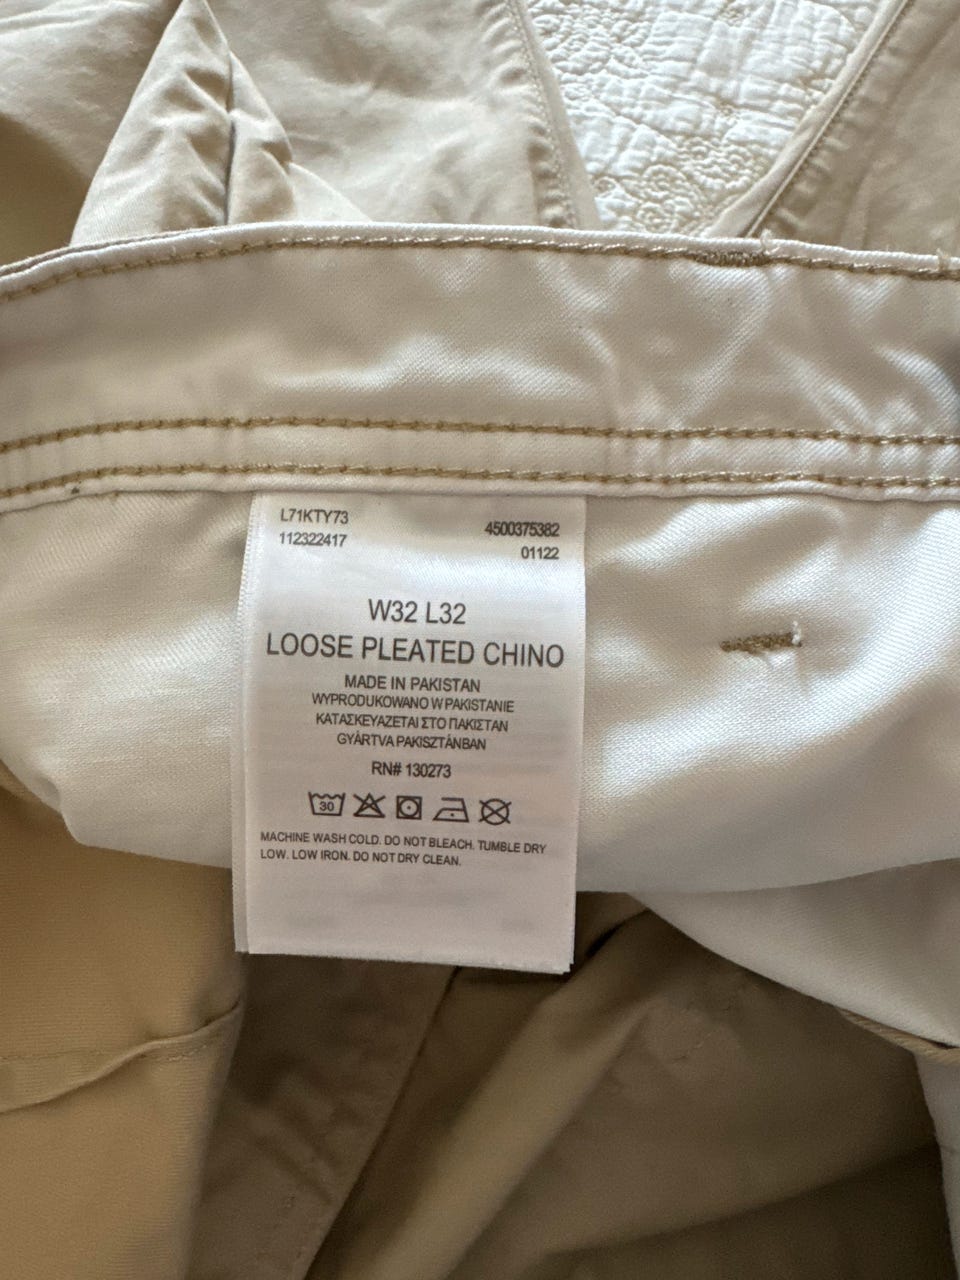 L71KTY73
112322417
4500375382
01122
W32 L32
LOOSE PLEATED CHINO
MADE IN PAKISTAN
WYPRODUKOWANO W PAKISTANIE
ΚΑΤΑΣΚΕΥΑΖΕΤΑΙ ΣΤΟ ΠΑΚΙΣΤΑΝ
GYÁRTVA PAKISZTÁNBAN
RN# 130273
30
MACHINE WASH COLD. DO NOT BLEACH. TUMBLE DRY
LOW. LOW IRON. DO NOT DRY CLEAN.